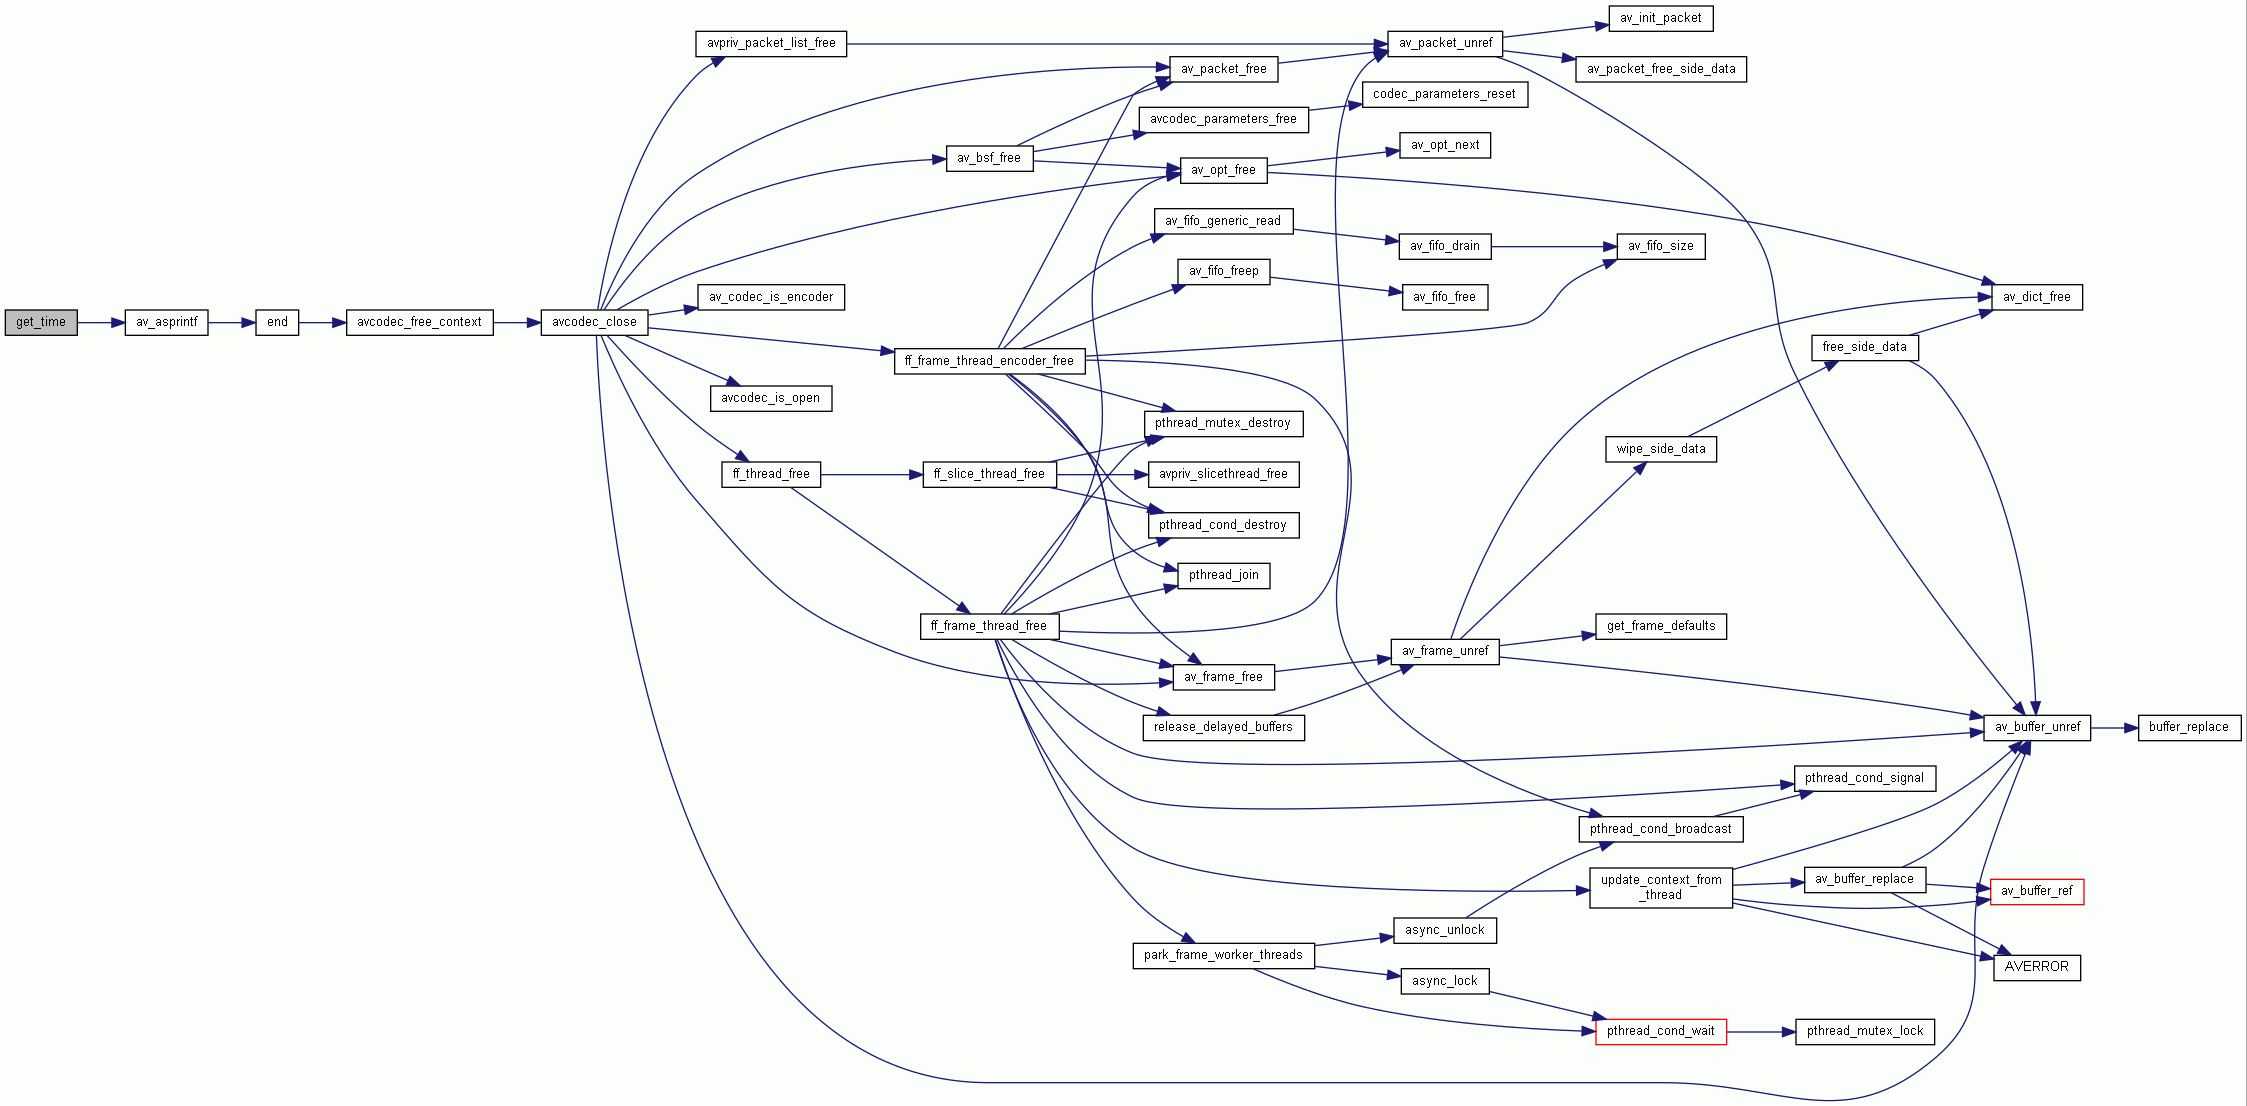 get_time
av_asprintf
end
avcodec_free_context
avcodec_close
avpriv_packet_list_free
av_packet_free
av_bsf_free
avcodec_parameters_free
av_opt_free
av_codec_is_encoder
ff_frame_thread_encoder_free
avcodec_is_open
ff_thread_free
ff_slice_thread_free
ff_frame_thread_free
av_fifo_generic_read
av_fifo_freep
pthread_mutex_destroy
avpriv_slicethread_free
pthread_cond_destroy
pthread_join
av_frame_free
release_delayed_buffers
park_frame_worker_threads
av_packet_unref
codec_parameters_reset
av_opt_next
av_fifo_drain
av_fifo_free
av_frame_unref
async_unlock
async_lock
av_init_packet
av_packet_free_side_data
av_fifo_size
wipe_side_data
get_frame_defaults
pthread_cond_broadcast
update_context_from
_thread
pthread_cond_wait
free_side_data
pthread_cond_signal
av_buffer_replace
pthread_mutex_lock
av_dict_free
av_buffer_unref
av_buffer_ref
AVERROR
buffer_replace